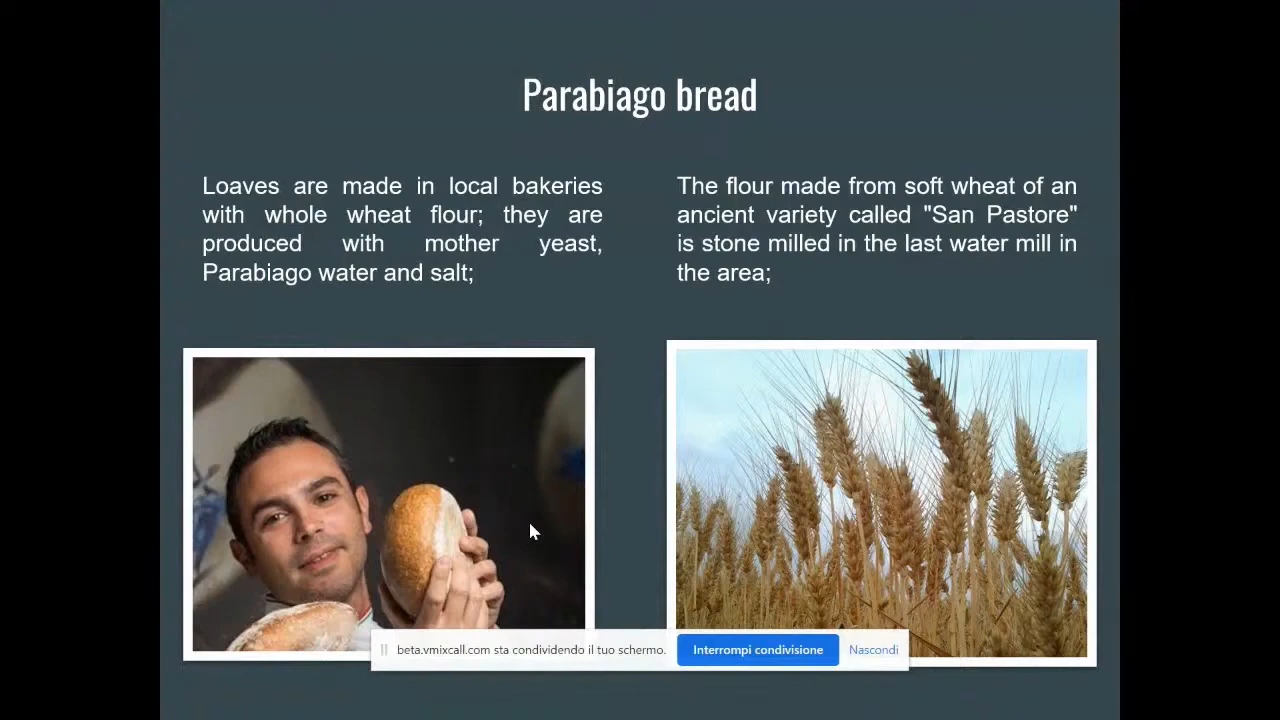 Parabiago bread
Loaves are made in local bakeries
with whole wheat flour; they are
produced with mother yeast,
Parabiago water and salt;
The flour made from soft wheat of an
ancient variety called "San Pastore"
is stone milled in the last water mill in
the area;
beta.vmixcall.com sta condividendo il tuo schermo.
Interrompi condivisione
Nascondi